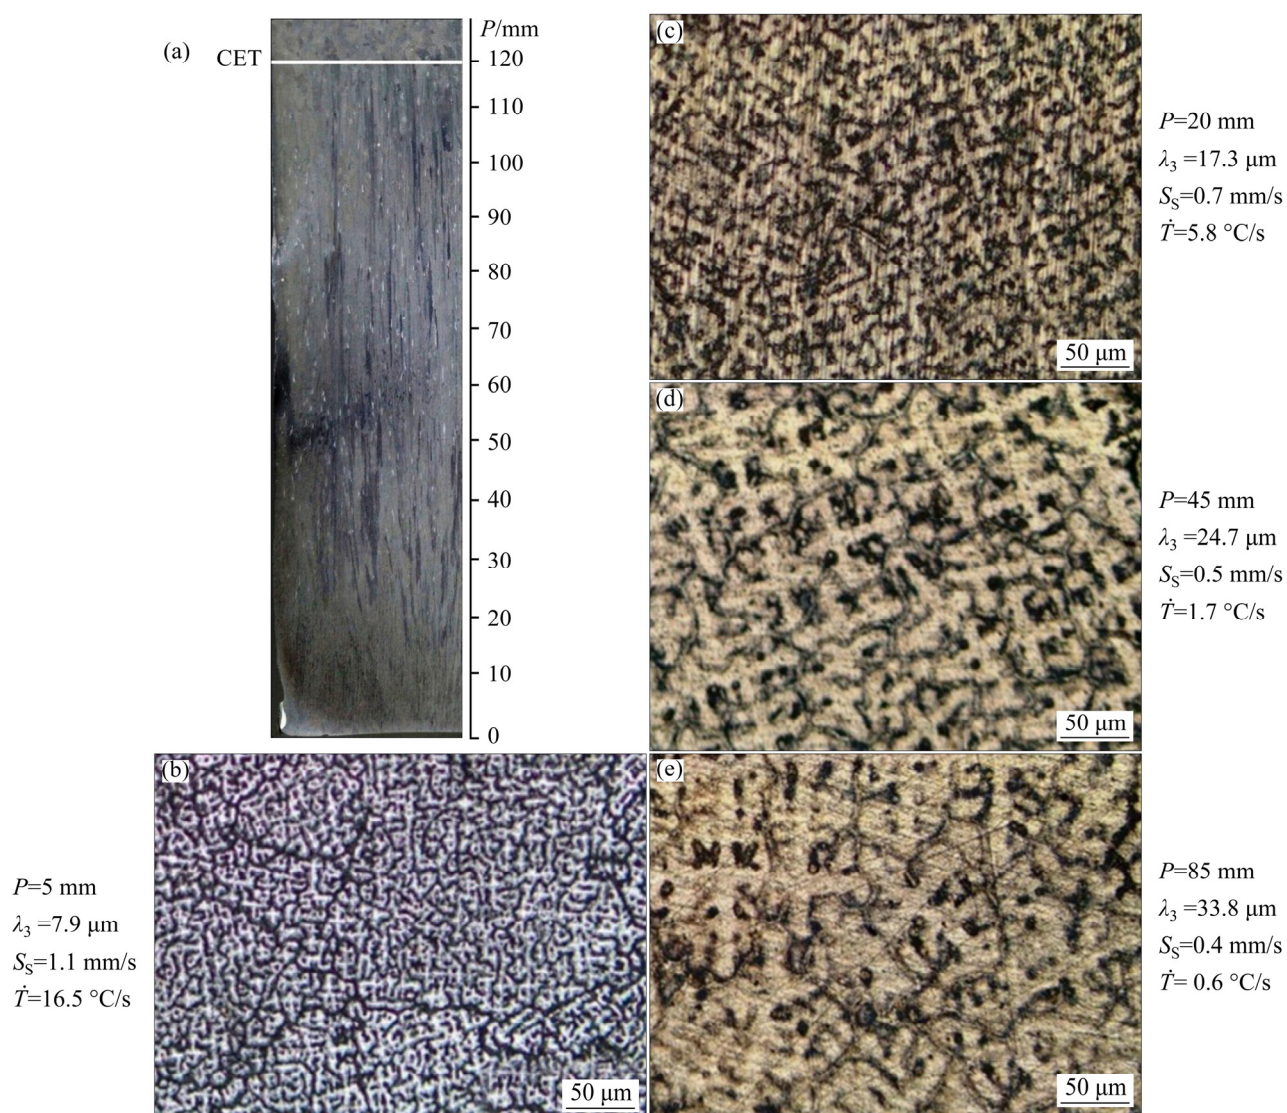 (a)
CET
P/mm
120
110
100
90
80
70
60
50
40
30
20
10
0
(c)
50 μm
P=20 mm
λ3 =17.3 μm
SS=0.7 mm/s
Ṫ=5.8 °C/s
(d)
50 μm
P=45 mm
λ3 =24.7 μm
SS=0.5 mm/s
Ṫ=1.7 °C/s
(b)
50 μm
P=5 mm
λ3 =7.9 μm
SS=1.1 mm/s
Ṫ=16.5 °C/s
(e)
50 μm
P=85 mm
λ3 =33.8 μm
SS=0.4 mm/s
Ṫ= 0.6 °C/s